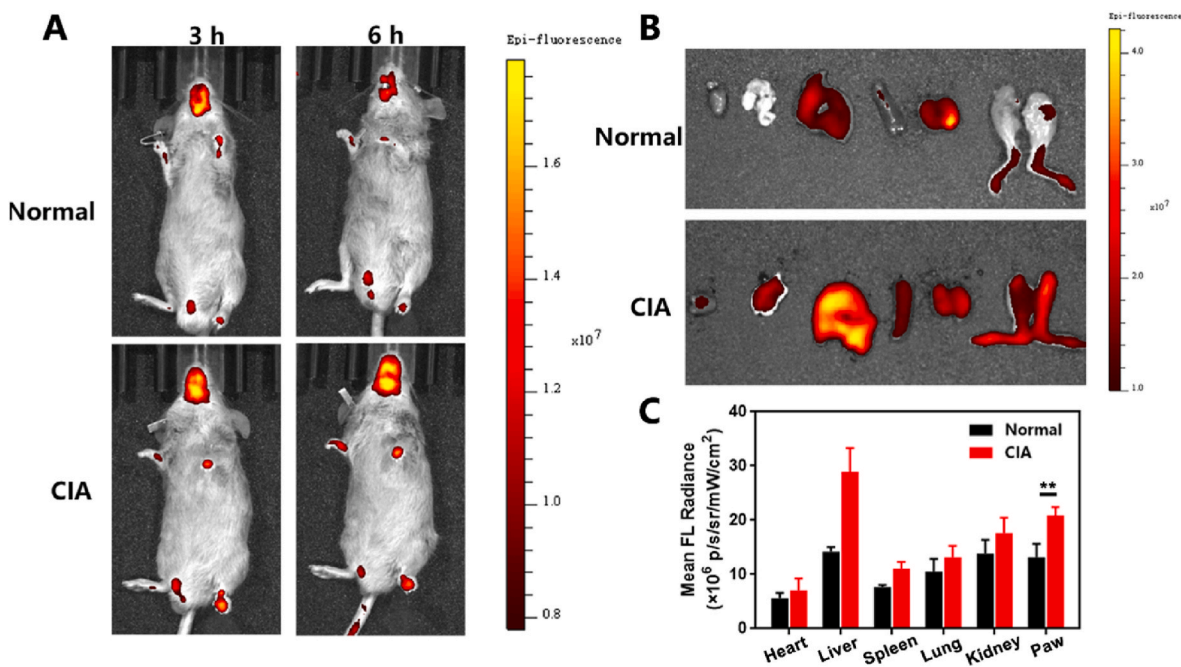 A
3 h
6 h
Epi-fluorescence
Normal
CIA
1.6
1.4
x10⁷
1.2
1.0
0.8
B
Epi-fluorescence
Normal
CIA
4.0
3.0
x10⁷
2.0
1.0
C
Mean FL Radiance
(×10⁶ p/s/sr/mW/cm²)
40
30
20
10
0
Normal
CIA
**
Heart
Liver
Spleen
Lung
Kidney
Paw